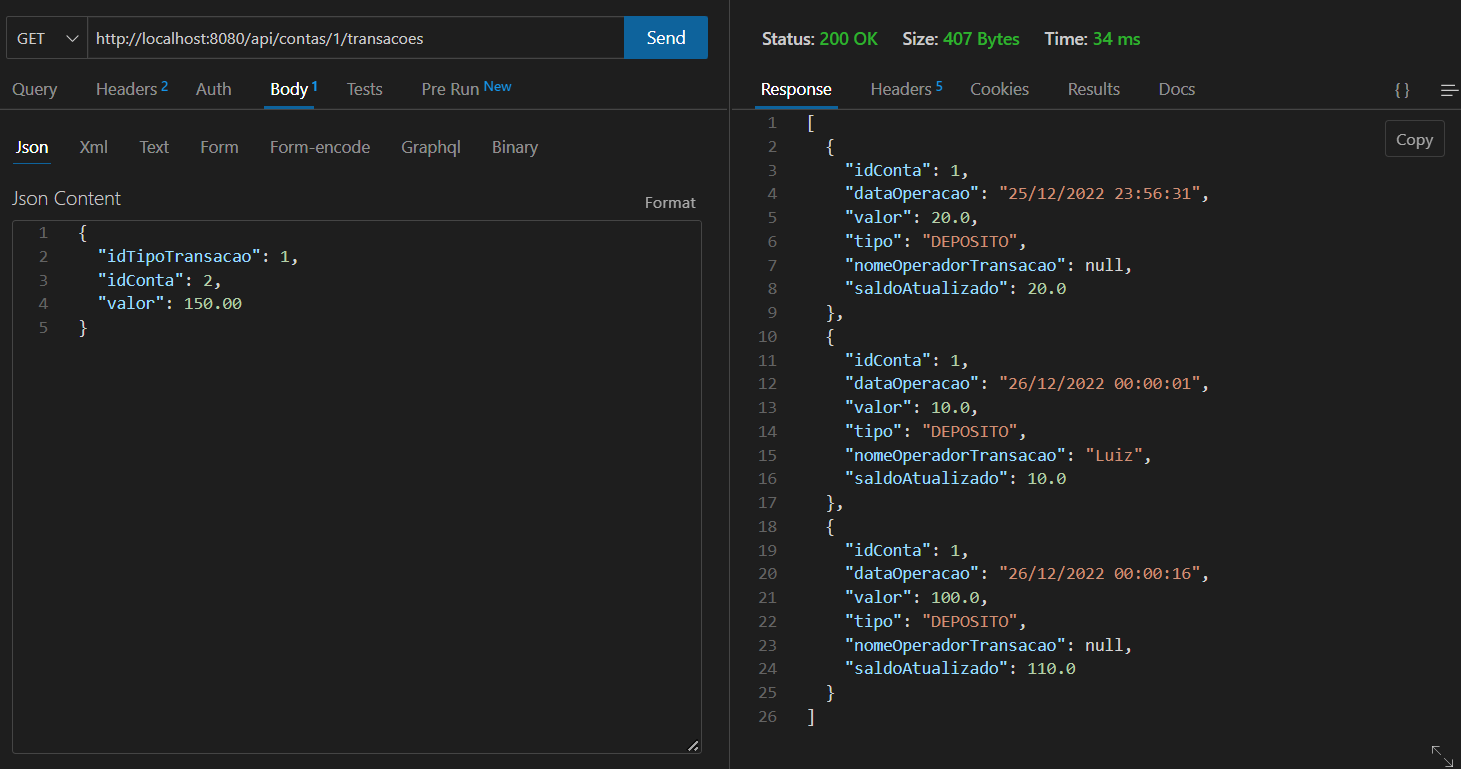 GET http://localhost:8080/api/contas/1/transacoes Send
Query Headers 2 Auth Body 1 Tests Pre Run New
Json Xml Text Form Form-encode Graphql Binary
Json Content Format
1 {
2 "idTipoTransacao": 1,
3 "idConta": 2,
4 "valor": 150.00
5 }
Status: 200 OK Size: 407 Bytes Time: 34 ms
Response Headers 5 Cookies Results Docs { }
Copy
1 [
2 {
3 "idConta": 1,
4 "dataOperacao": "25/12/2022 23:56:31",
5 "valor": 20.0,
6 "tipo": "DEPOSITO",
7 "nomeOperadorTransacao": null,
8 "saldoAtualizado": 20.0
9 },
10 {
11 "idConta": 1,
12 "dataOperacao": "26/12/2022 00:00:01",
13 "valor": 10.0,
14 "tipo": "DEPOSITO",
15 "nomeOperadorTransacao": "Luiz",
16 "saldoAtualizado": 10.0
17 },
18 {
19 "idConta": 1,
20 "dataOperacao": "26/12/2022 00:00:16",
21 "valor": 100.0,
22 "tipo": "DEPOSITO",
23 "nomeOperadorTransacao": null,
24 "saldoAtualizado": 110.0
25 }
26 ]